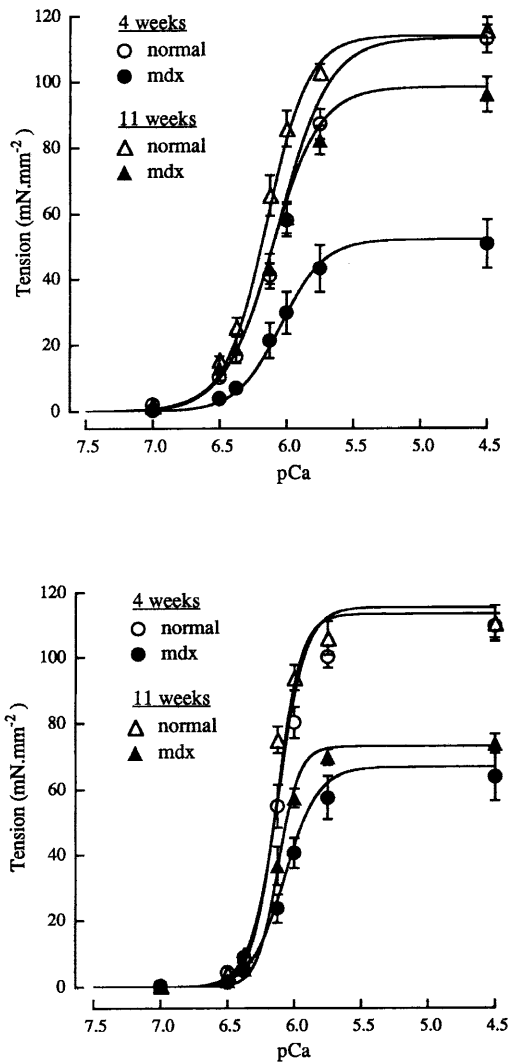 120
100
80
60
40
20
0
Tension (mN.mm-2)
4 weeks
normal
mdx
11 weeks
normal
mdx
7.5 7.0 6.5 6.0 5.5 5.0 4.5
pCa
120
100
80
60
40
20
0
Tension (mN.mm-2)
4 weeks
normal
mdx
11 weeks
normal
mdx
7.5 7.0 6.5 6.0 5.5 5.0 4.5
pCa